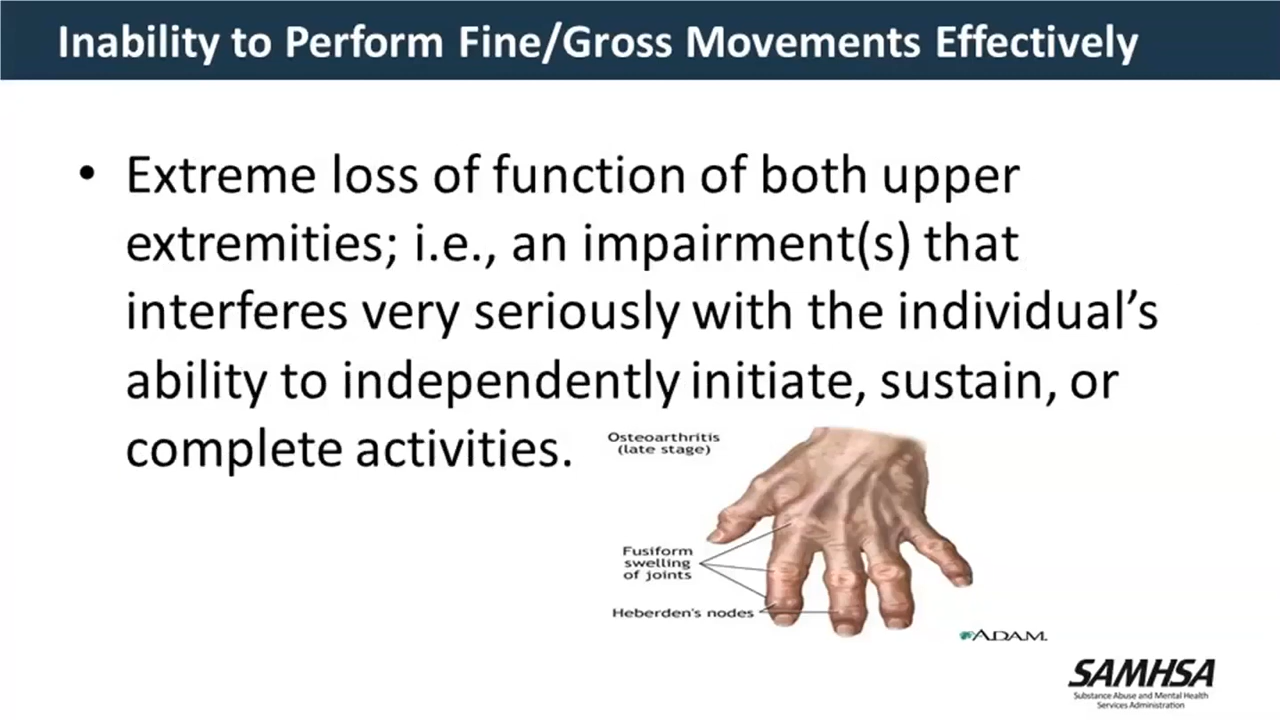 Inability to Perform Fine/Gross Movements Effectively
• Extreme loss of function of both upper
extremities; i.e., an impairment(s) that
interferes very seriously with the individual’s
ability to independently initiate, sustain, or
complete activities.
Osteoarthritis
(late stage)
Fusiform
swelling
of joints
Heberden's nodes
ADAM.
SAMHSA
Substance Abuse and Mental Health
Services Administration